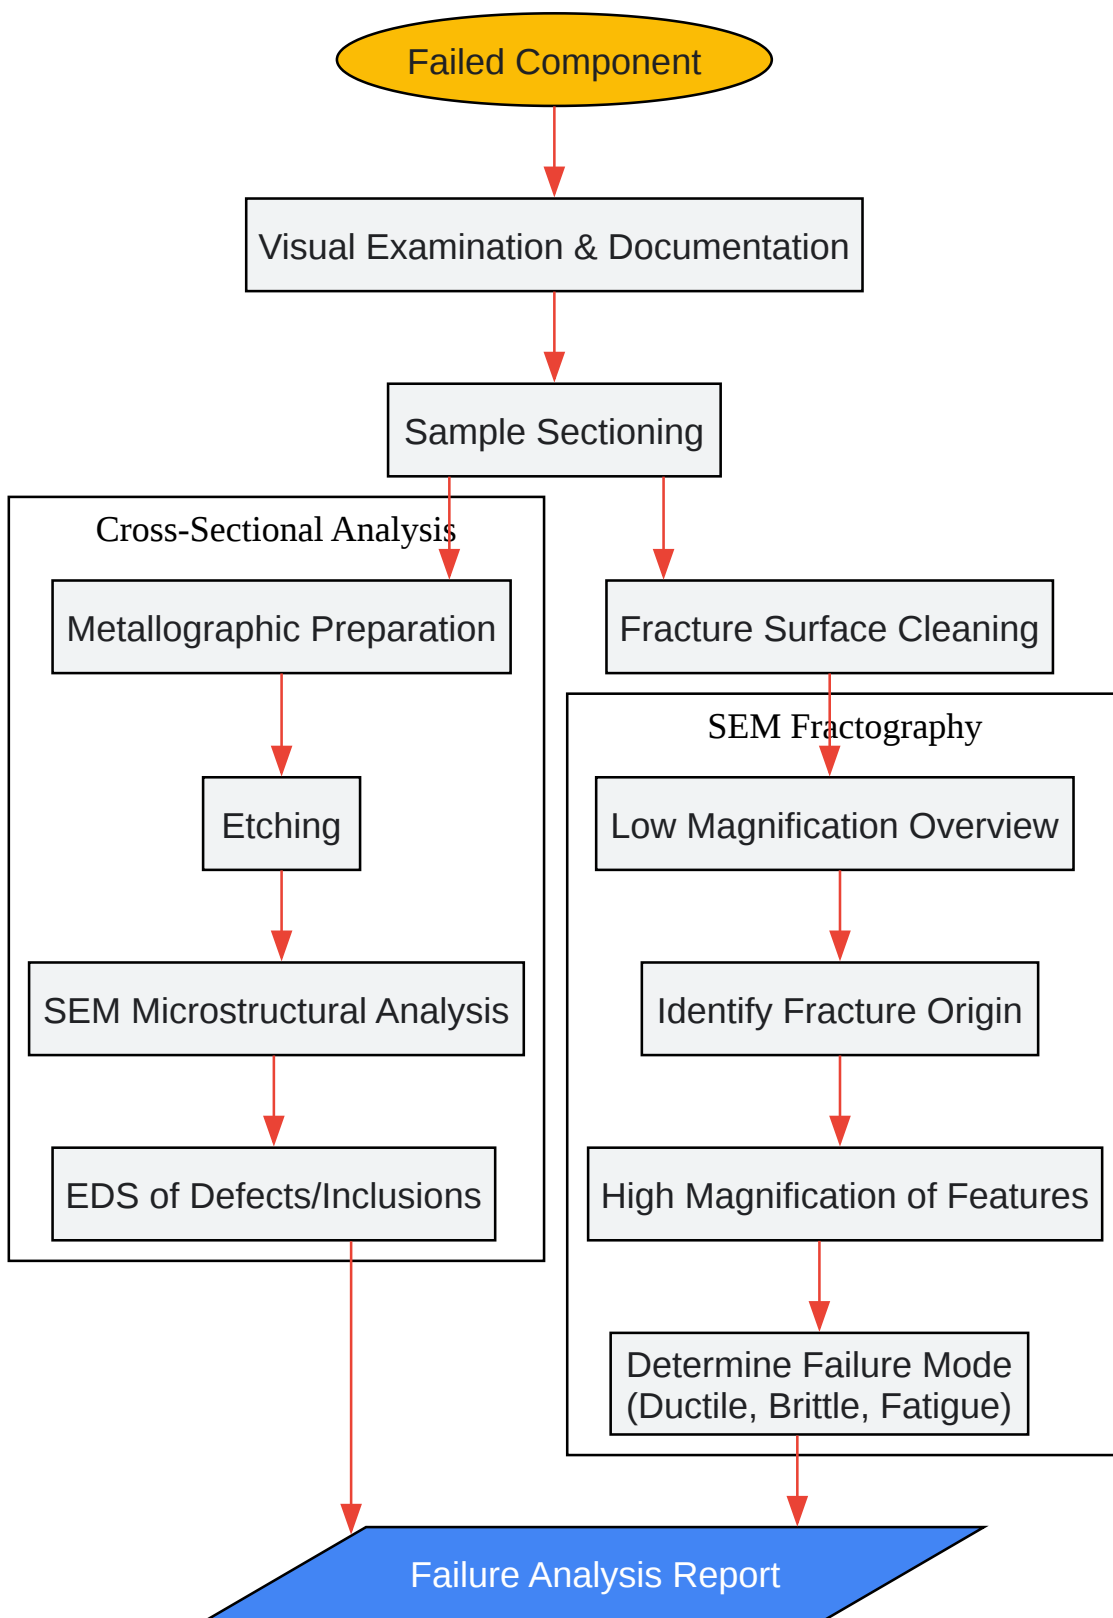 Failed Component
Visual Examination & Documentation
Sample Sectioning
Cross-Sectional Analysis
Metallographic Preparation
Fracture Surface Cleaning
SEM Fractography
Etching
Low Magnification Overview
SEM Microstructural Analysis
Identify Fracture Origin
EDS of Defects/Inclusions
High Magnification of Features
Determine Failure Mode
(Ductile, Brittle, Fatigue)
Failure Analysis Report